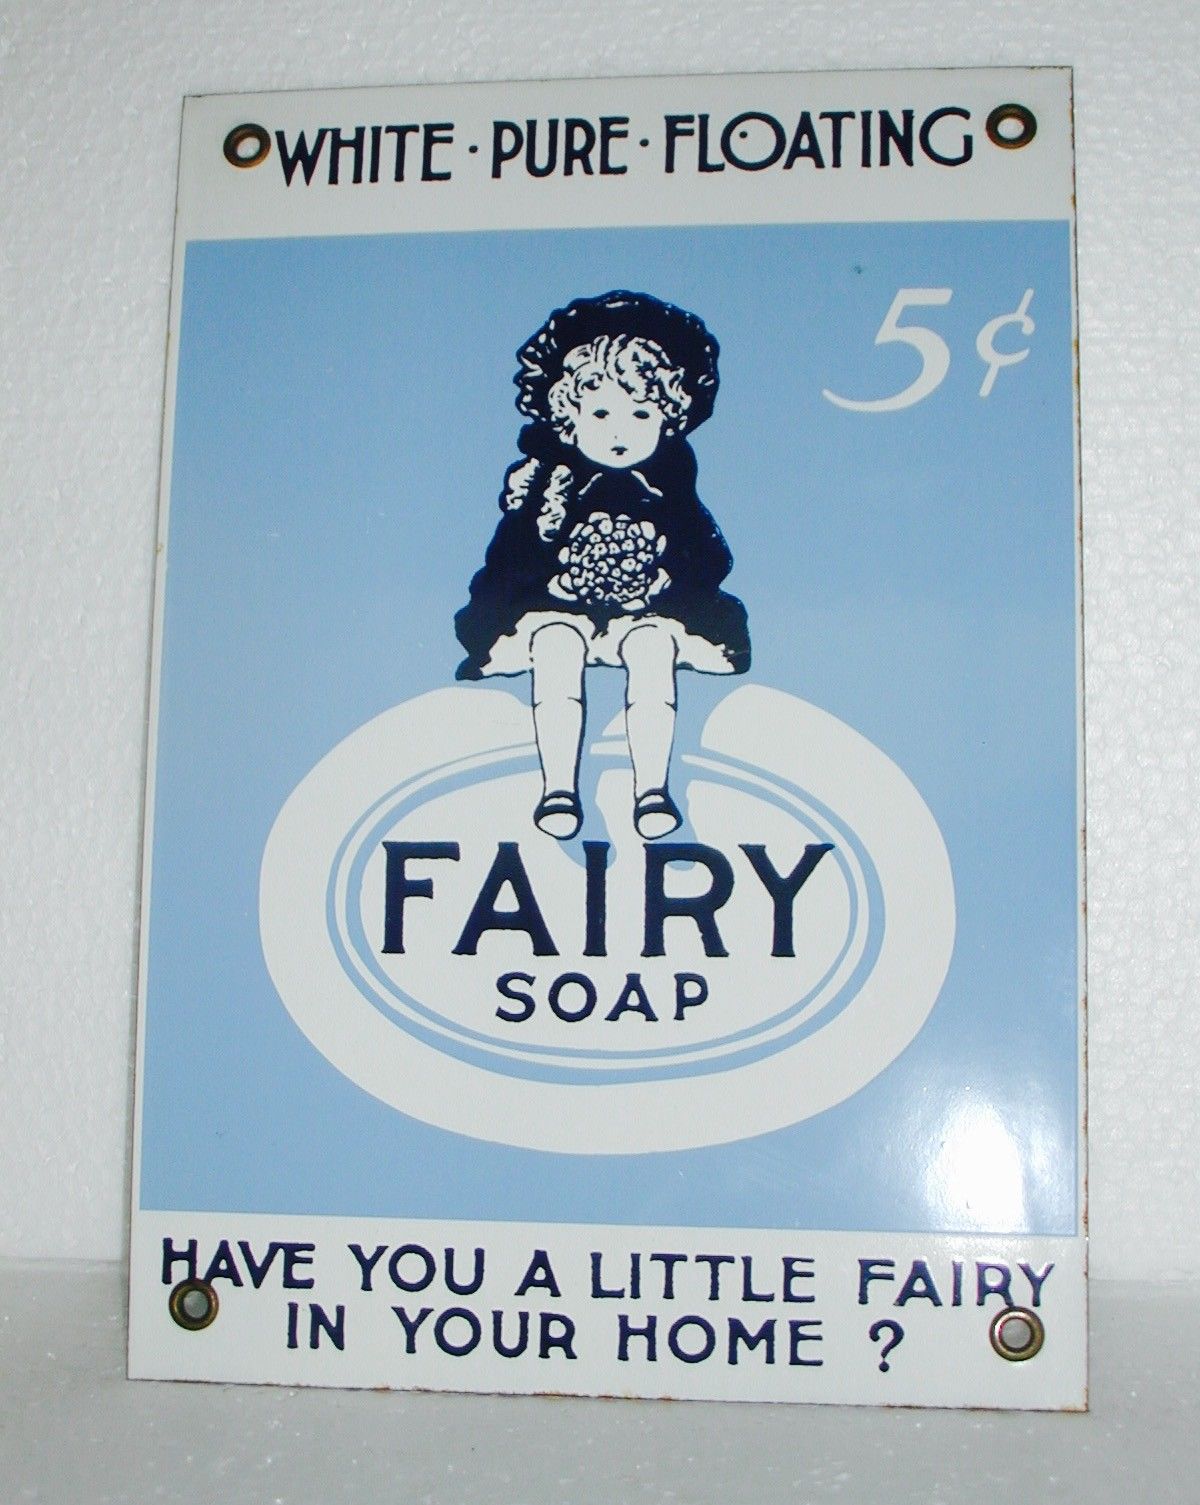 WHITE · PURE · FLOATING
5¢
FAIRY
SOAP
HAVE YOU A LITTLE FAIRY
IN YOUR HOME ?